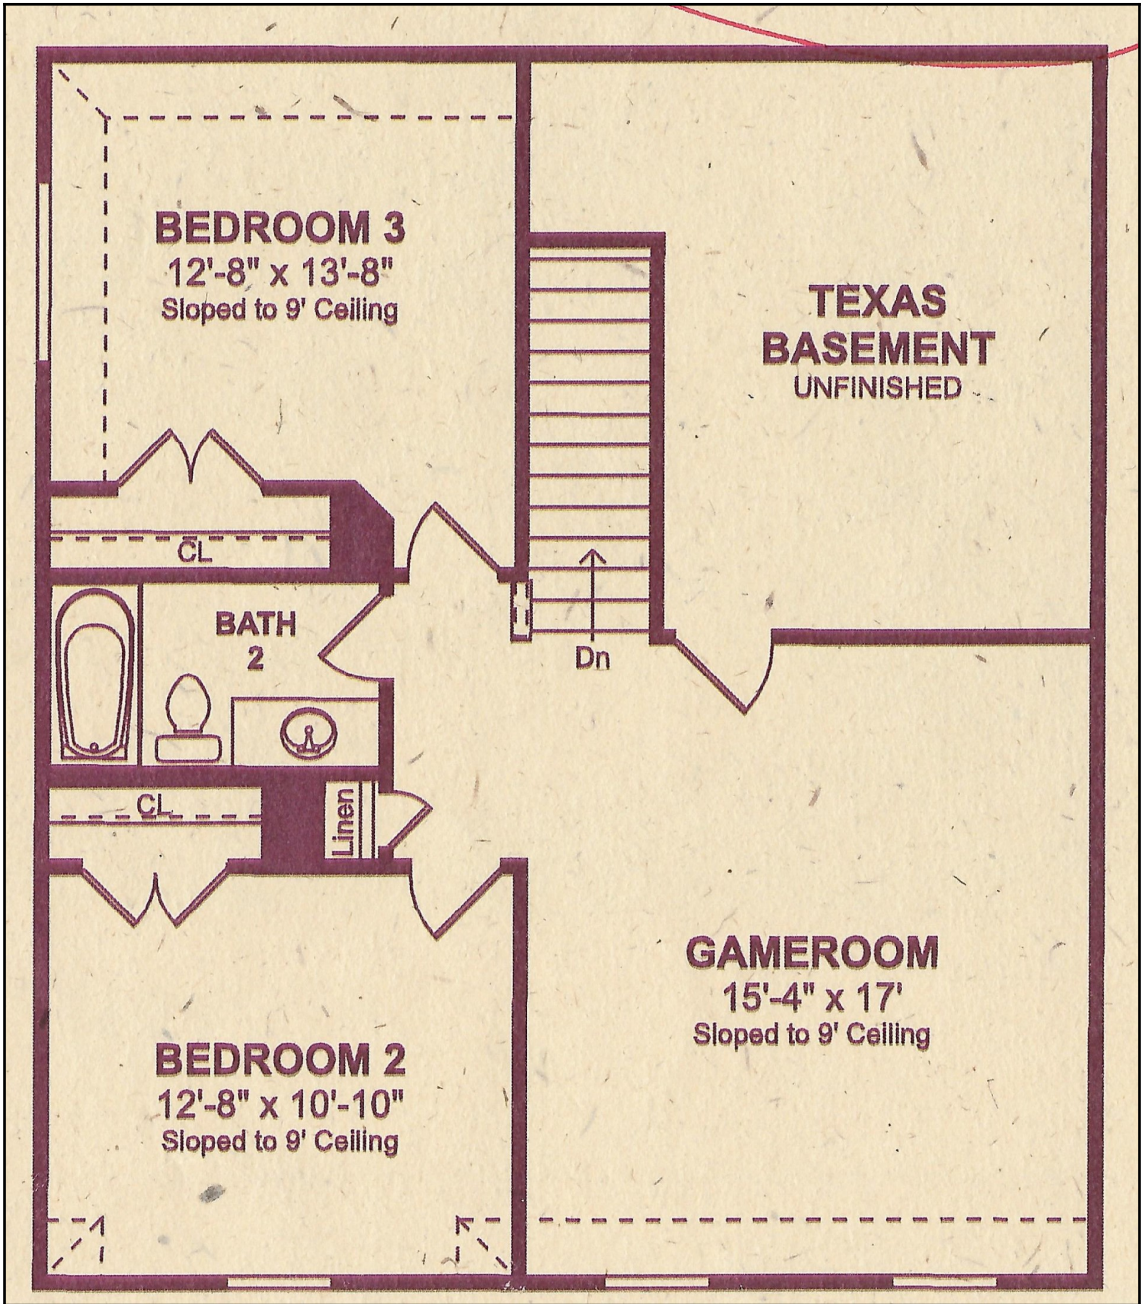 BEDROOM 3
12'-8" x 13'-8"
Sloped to 9' Ceiling
TEXAS
BASEMENT
UNFINISHED
CL
BATH
2
Dn
CL
Linen
GAMEROOM
15'-4" x 17'
Sloped to 9' Ceiling
BEDROOM 2
12'-8" x 10'-10"
Sloped to 9' Ceiling